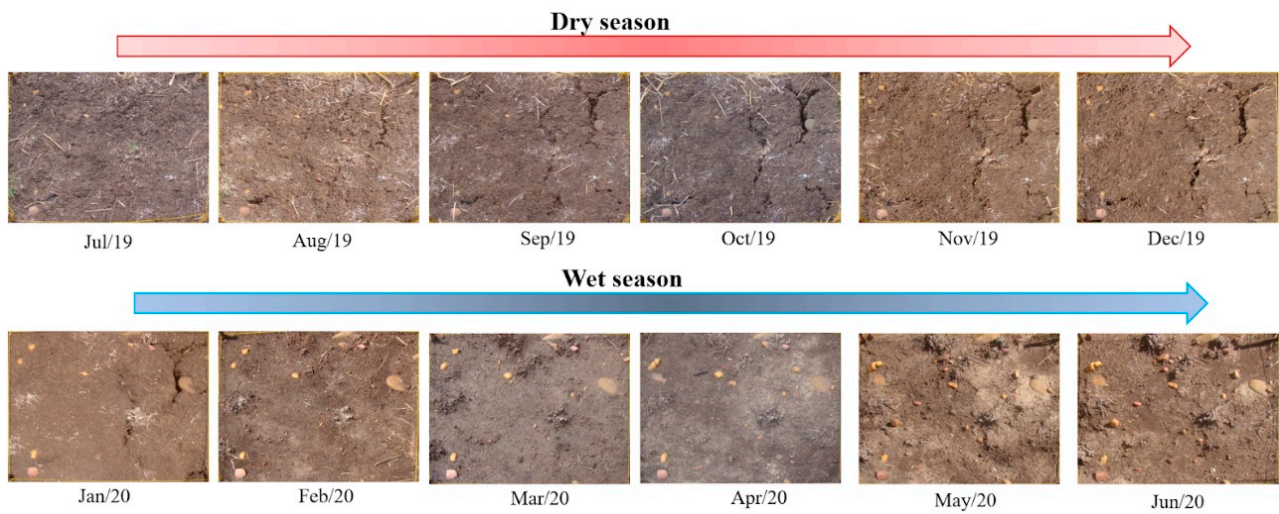 Dry season
Jul/19 Aug/19 Sep/19 Oct/19 Nov/19 Dec/19
Wet season
Jan/20 Feb/20 Mar/20 Apr/20 May/20 Jun/20